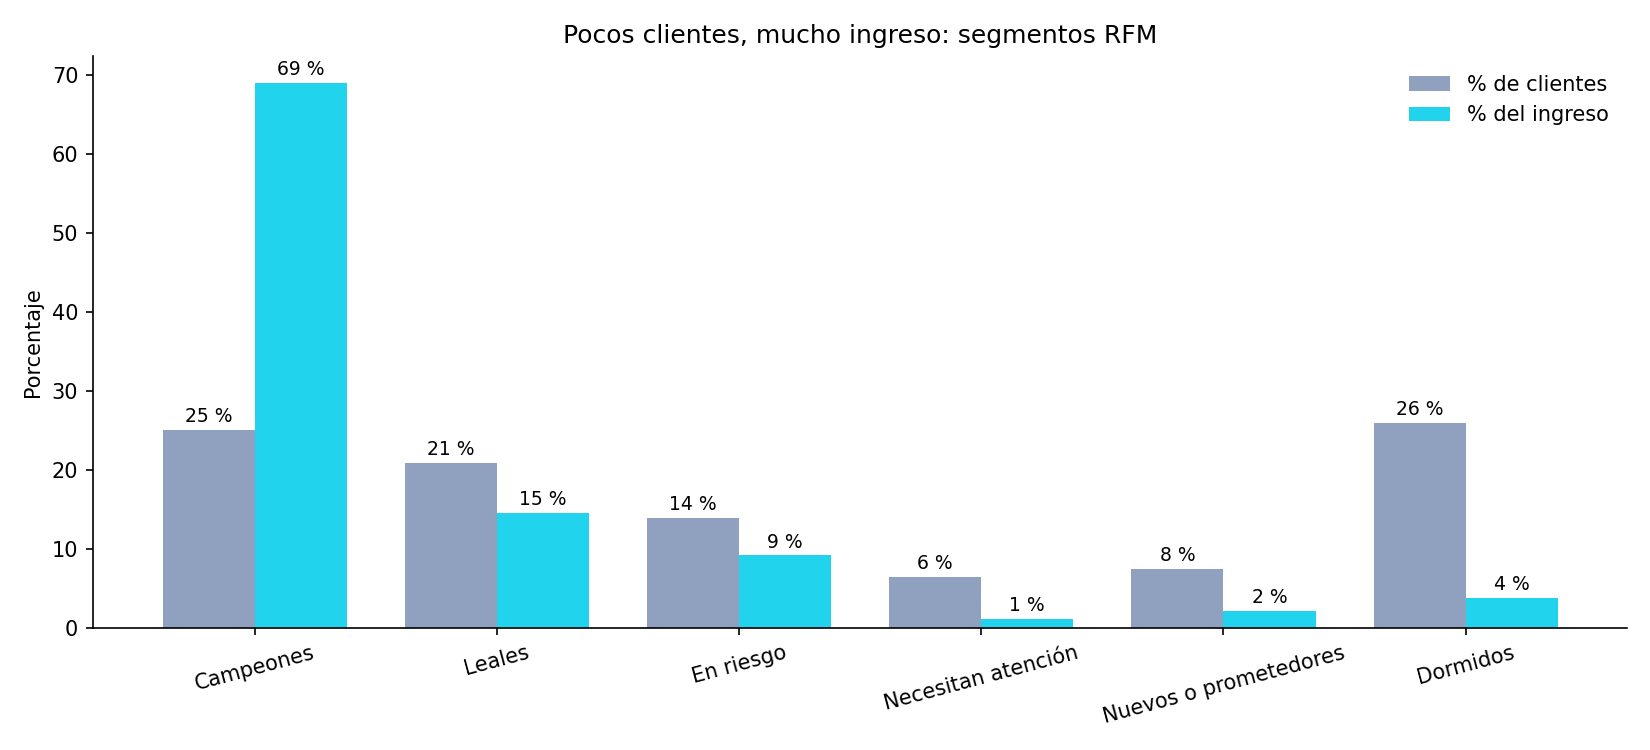 Pocos clientes, mucho ingreso: segmentos RFM
% de clientes
% del ingreso
Porcentaje
70
60
50
40
30
20
10
0
25 %
69 %
21 %
15 %
14 %
9 %
6 %
1 %
8 %
2 %
26 %
4 %
Campeones
Leales
En riesgo
Necesitan atención
Nuevos o prometedores
Dormidos